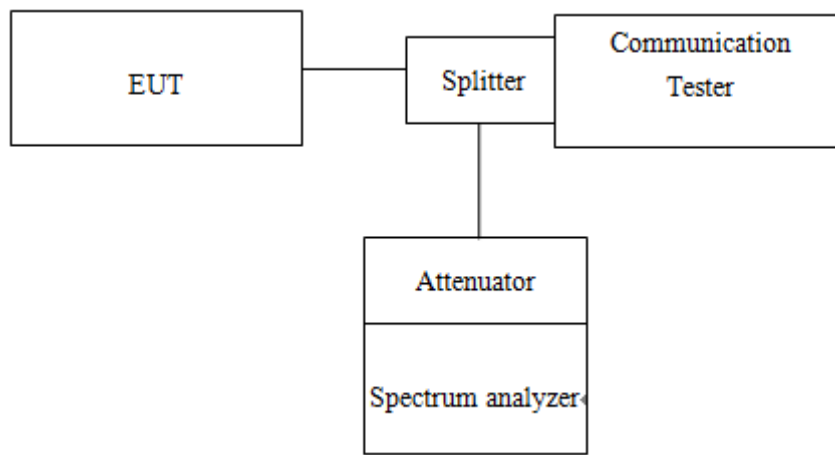 EUT
Splitter
Communication
Tester
Attenuator
Spectrum analyzer